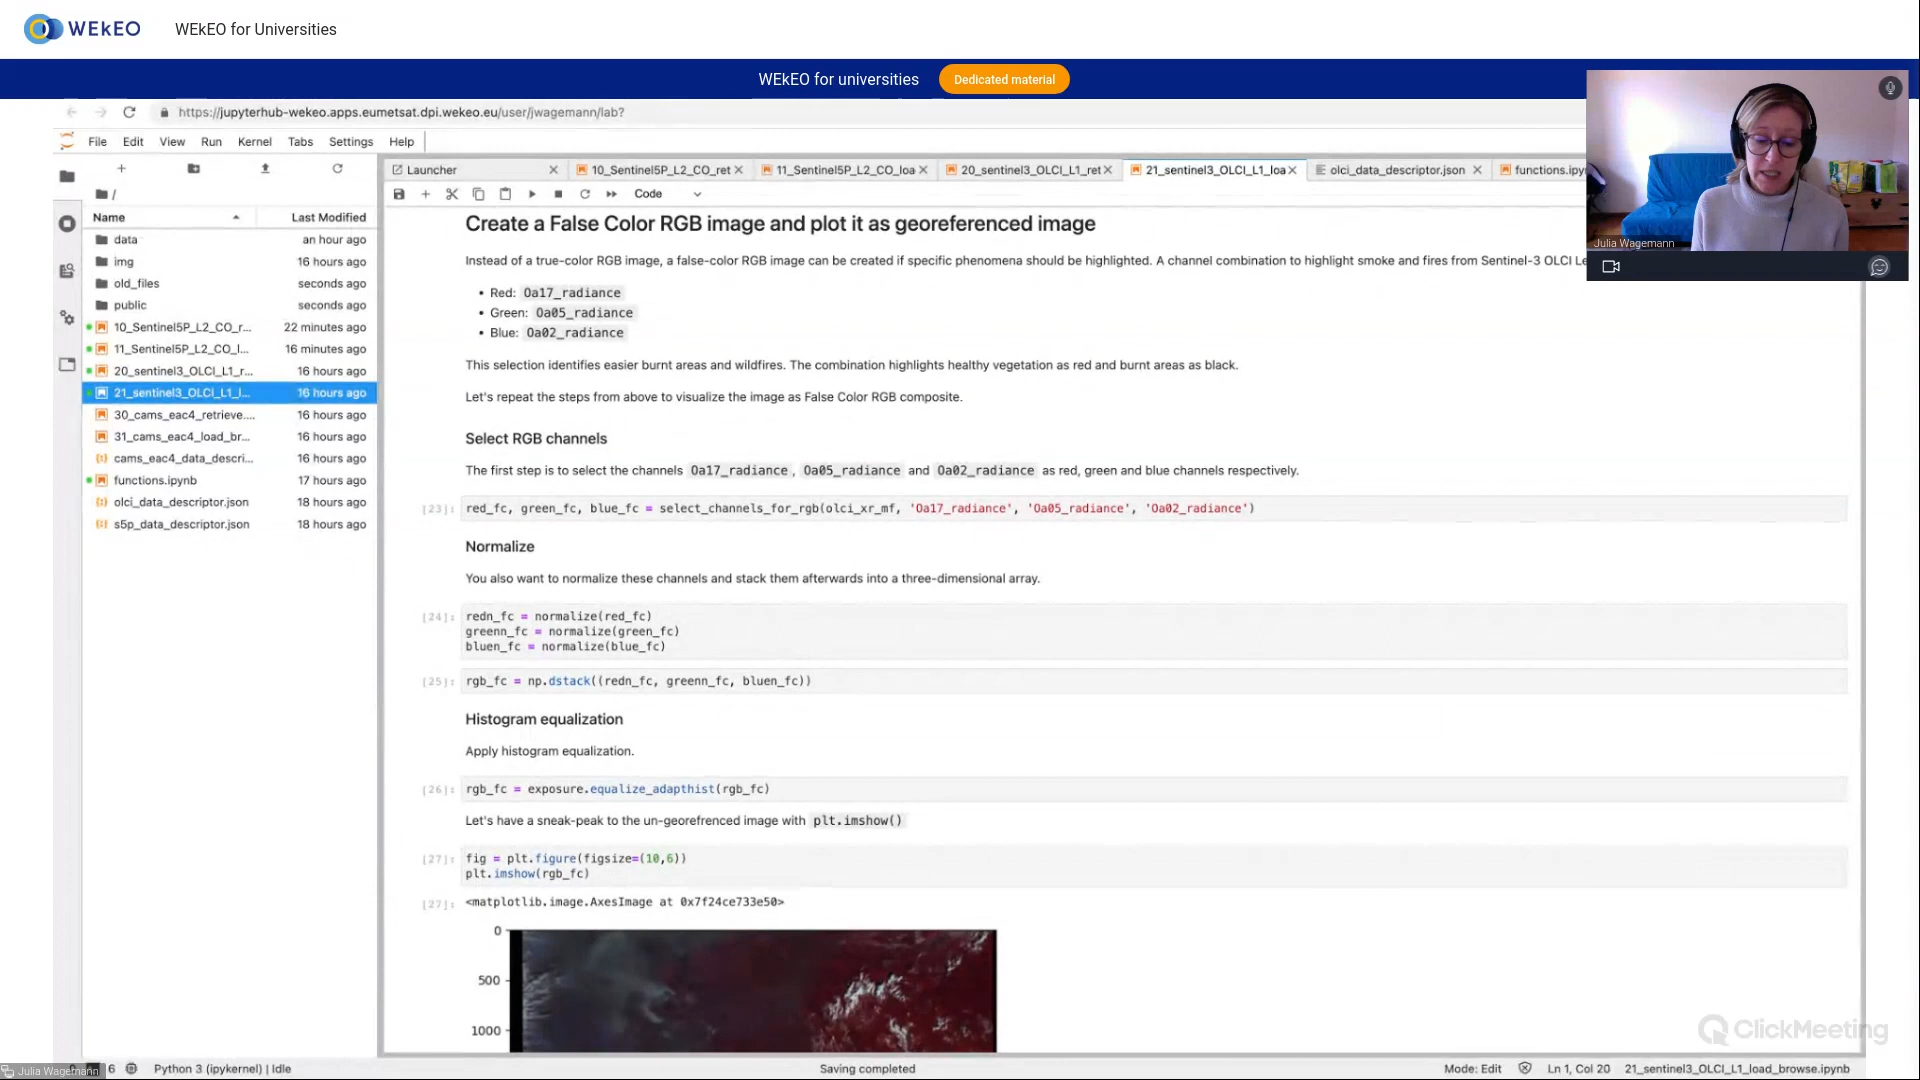 WEkEO
WEkEO for Universities
WEkEO for universities
Dedicated material
https://jupyterhub-wekeo.apps.eumetsat.dpi.wekeo.eu/user/jwagemann/lab?
File Edit View Run Kernel Tabs Settings Help
Launcher
10_Sentinel5P_L2_CO_ret
11_Sentinel5P_L2_CO_loa
20_sentinel3_OLCI_L1_ret
21_sentinel3_OLCI_L1_loa
olci_data_descriptor.json
functions.ipy
Code
/
Name Last Modified
data an hour ago
img 16 hours ago
old_files seconds ago
public seconds ago
10_Sentinel5P_L2_CO_r... 22 minutes ago
11_Sentinel5P_L2_CO_l... 16 minutes ago
20_sentinel3_OLCI_L1_r... 16 hours ago
21_sentinel3_OLCI_L1_l... 16 hours ago
30_cams_eac4_retrieve.... 16 hours ago
31_cams_eac4_load_br... 16 hours ago
cams_eac4_data_descri... 16 hours ago
functions.ipynb 17 hours ago
olci_data_descriptor.json 18 hours ago
s5p_data_descriptor.json 18 hours ago
Create a False Color RGB image and plot it as georeferenced image
Instead of a true-color RGB image, a false-color RGB image can be created if specific phenomena should be highlighted. A channel combination to highlight smoke and fires from Sentinel-3 OLCI Le
• Red: Oa17_radiance
• Green: Oa05_radiance
• Blue: Oa02_radiance
This selection identifies easier burnt areas and wildfires. The combination highlights healthy vegetation as red and burnt areas as black.
Let's repeat the steps from above to visualize the image as False Color RGB composite.
Select RGB channels
The first step is to select the channels Oa17_radiance , Oa05_radiance and Oa02_radiance as red, green and blue channels respectively.
[23]: red_fc, green_fc, blue_fc = select_channels_for_rgb(olci_xr_mf, 'Oa17_radiance', 'Oa05_radiance', 'Oa02_radiance')
Normalize
You also want to normalize these channels and stack them afterwards into a three-dimensional array.
[24]: redn_fc = normalize(red_fc)
greenn_fc = normalize(green_fc)
bluen_fc = normalize(blue_fc)
[25]: rgb_fc = np.dstack((redn_fc, greenn_fc, bluen_fc))
Histogram equalization
Apply histogram equalization.
[26]: rgb_fc = exposure.equalize_adapthist(rgb_fc)
Let's have a sneak-peak to the un-georefrenced image with plt.imshow()
[27]: fig = plt.figure(figsize=(10,6))
plt.imshow(rgb_fc)
[27]: <matplotlib.image.AxesImage at 0x7f24ce733e50>
0
500
1000
Julia Wagemann
ClickMeeting
Julia Wagemann
6
Python 3 (ipykernel) | Idle
Saving completed
Mode: Edit
Ln 1, Col 20
21_sentinel3_OLCI_L1_load_browse.ipynb